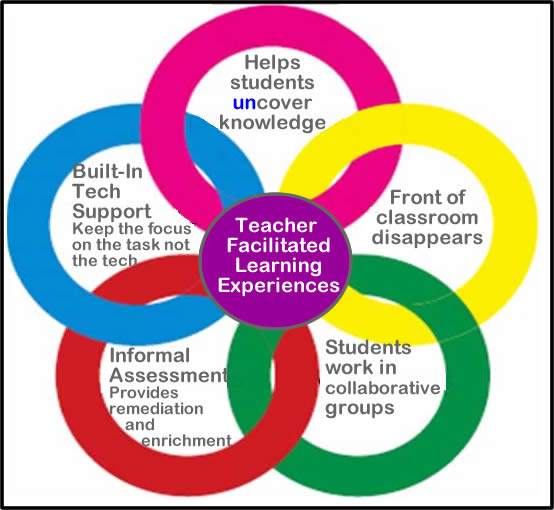 Helps
students
uncover
knowledge
Built-In
Tech
Support
Keep the focus
on the task not
the tech
Front of
classroom
disappears
Teacher
Facilitated
Learning
Experiences
Informal
Assessment
Provides
remediation
and
enrichment
Students
work in
collaborative
groups